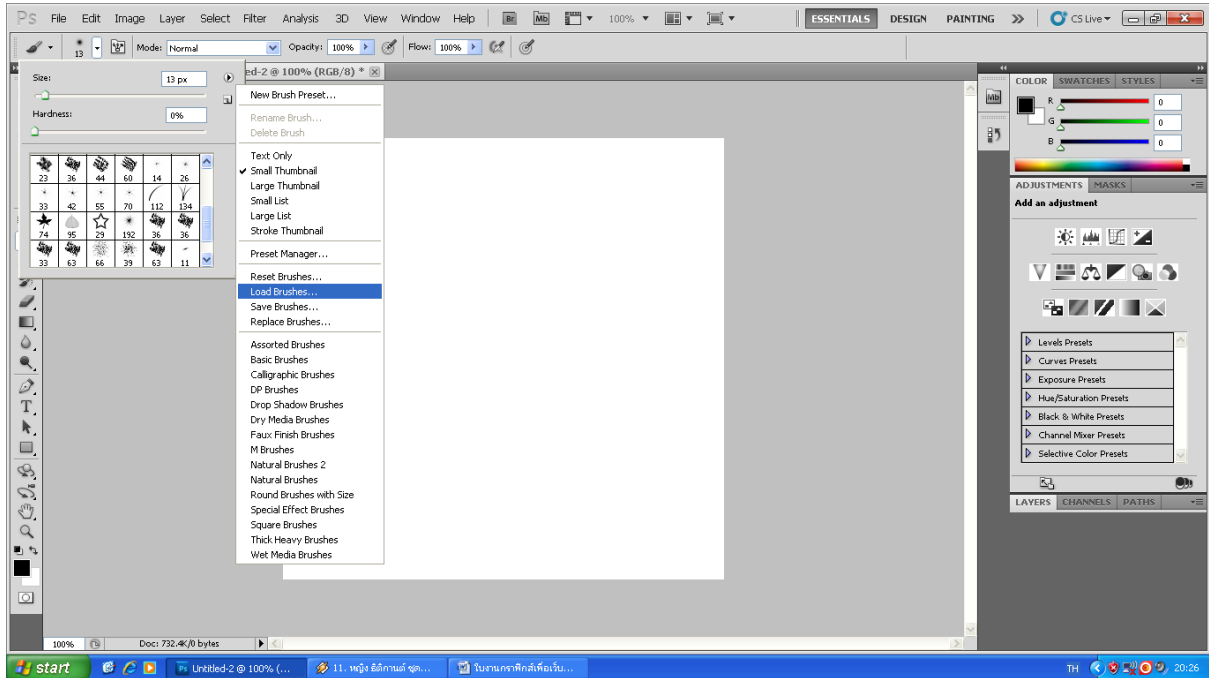 Ps File Edit Image Layer Select Filter Analysis 3D View Window Help Br Mb 100% ESSENTIALS DESIGN PAINTING >> CS Live
13 Mode: Normal Opacity: 100% Flow: 100%
ed-2 @ 100% (RGB/8) *
Size: 13 px
Hardness: 0%
23 36 44 60 14 26
33 42 55 70 112 134
74 95 29 192 36 36
33 63 66 39 63 11
New Brush Preset...
Rename Brush...
Delete Brush
Text Only
Small Thumbnail
Large Thumbnail
Small List
Large List
Stroke Thumbnail
Preset Manager...
Reset Brushes...
Load Brushes...
Save Brushes...
Replace Brushes...
Assorted Brushes
Basic Brushes
Calligraphic Brushes
DP Brushes
Drop Shadow Brushes
Dry Media Brushes
Faux Finish Brushes
M Brushes
Natural Brushes 2
Natural Brushes
Round Brushes with Size
Special Effect Brushes
Square Brushes
Thick Heavy Brushes
Wet Media Brushes
Mb
COLOR SWATCHES STYLES
R 0
G 0
B 0
ADJUSTMENTS MASKS
Add an adjustment
Levels Presets
Curves Presets
Exposure Presets
Hue/Saturation Presets
Black & White Presets
Channel Mixer Presets
Selective Color Presets
LAYERS CHANNELS PATHS
100% Doc: 732.4K/0 bytes
start Ps Untitled-2 @ 100% (... 11. หญิง ธิติกานต์ ชุด... ใบงานกราฟิกส์เพื่อเว็บ... TH 20:26